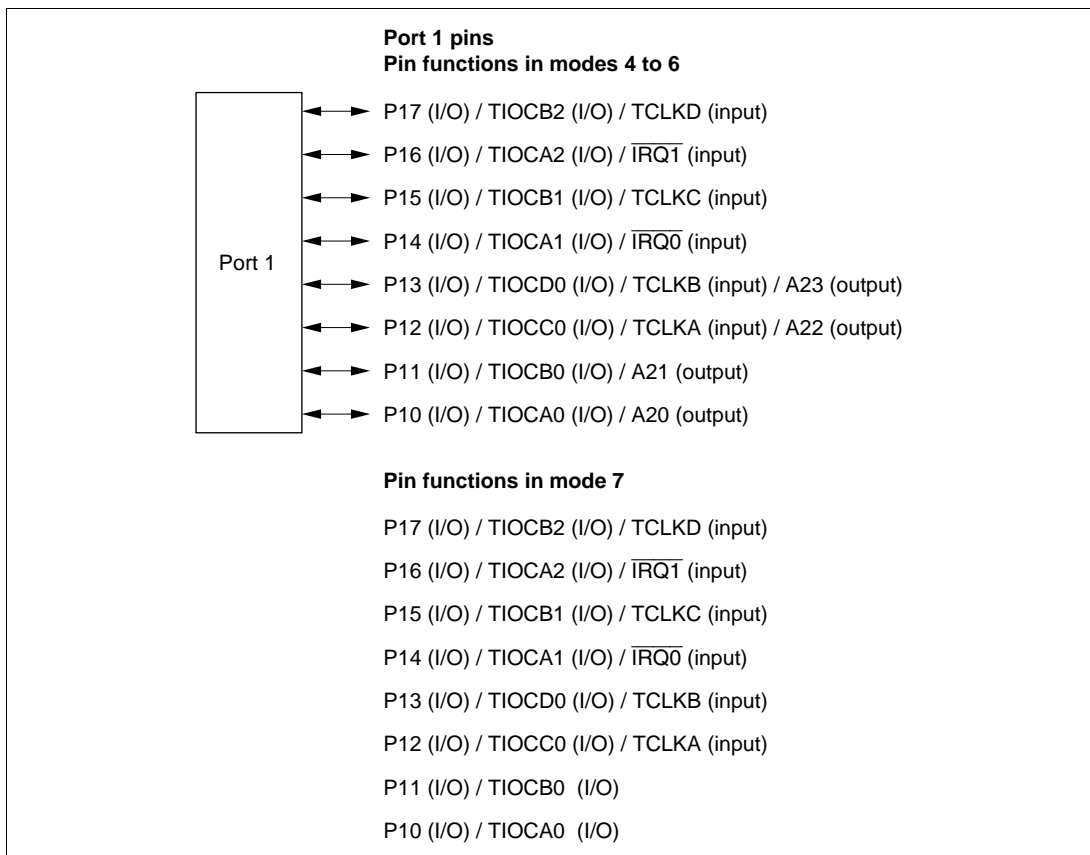 Port 1 pins
Pin functions in modes 4 to 6
Port 1
P17 (I/O) / TIOCB2 (I/O) / TCLKD (input)
P16 (I/O) / TIOCA2 (I/O) / I̅R̅Q̅1̅ (input)
P15 (I/O) / TIOCB1 (I/O) / TCLKC (input)
P14 (I/O) / TIOCA1 (I/O) / I̅R̅Q̅0̅ (input)
P13 (I/O) / TIOCD0 (I/O) / TCLKB (input) / A23 (output)
P12 (I/O) / TIOCC0 (I/O) / TCLKA (input) / A22 (output)
P11 (I/O) / TIOCB0 (I/O) / A21 (output)
P10 (I/O) / TIOCA0 (I/O) / A20 (output)
Pin functions in mode 7
P17 (I/O) / TIOCB2 (I/O) / TCLKD (input)
P16 (I/O) / TIOCA2 (I/O) / I̅R̅Q̅1̅ (input)
P15 (I/O) / TIOCB1 (I/O) / TCLKC (input)
P14 (I/O) / TIOCA1 (I/O) / I̅R̅Q̅0̅ (input)
P13 (I/O) / TIOCD0 (I/O) / TCLKB (input)
P12 (I/O) / TIOCC0 (I/O) / TCLKA (input)
P11 (I/O) / TIOCB0 (I/O)
P10 (I/O) / TIOCA0 (I/O)